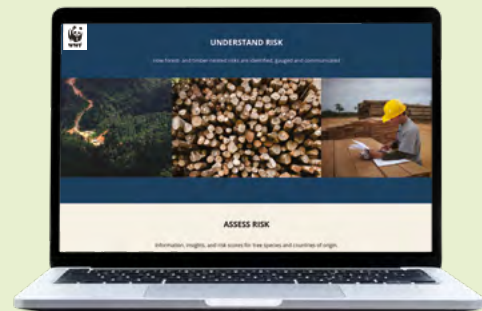 WWF
UNDERSTAND RISK
How forest- and timber-related risks are identified, gauged and communicated
ASSESS RISK
Information, insights, and risk scores for tree species and countries of origin.